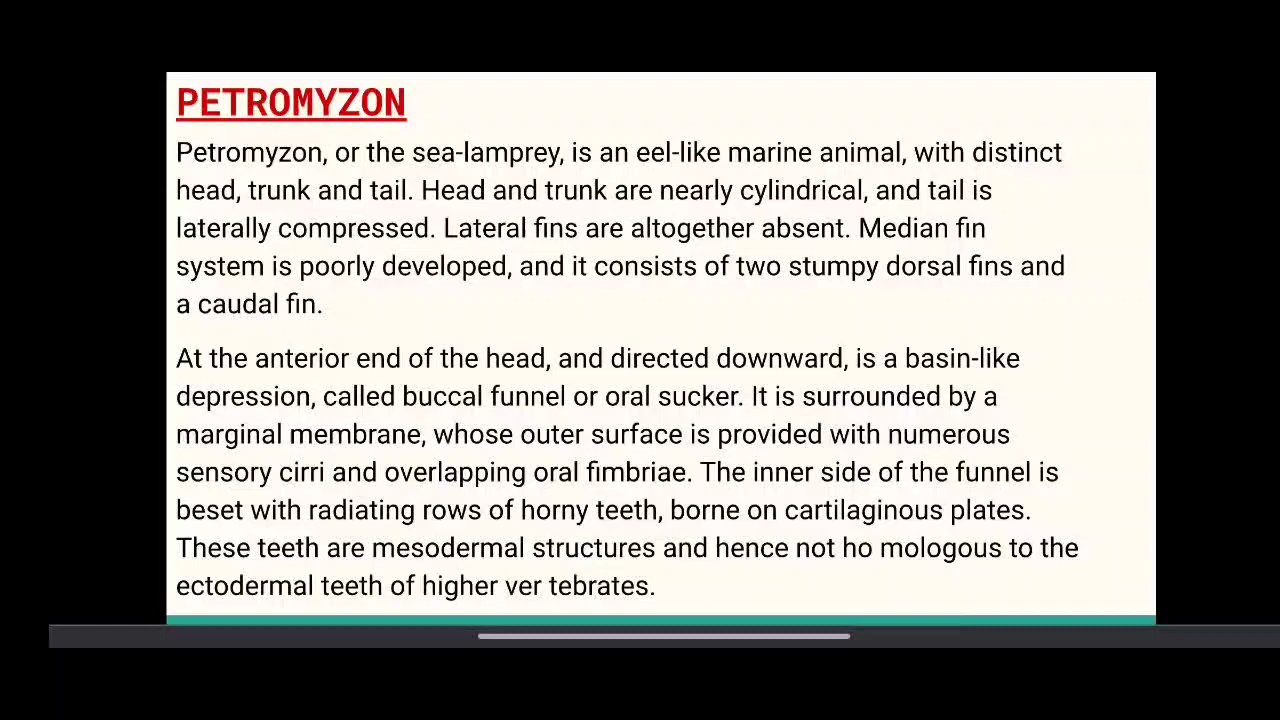 PETROMYZON
Petromyzon, or the sea-lamprey, is an eel-like marine animal, with distinct
head, trunk and tail. Head and trunk are nearly cylindrical, and tail is
laterally compressed. Lateral fins are altogether absent. Median fin
system is poorly developed, and it consists of two stumpy dorsal fins and
a caudal fin.
At the anterior end of the head, and directed downward, is a basin-like
depression, called buccal funnel or oral sucker. It is surrounded by a
marginal membrane, whose outer surface is provided with numerous
sensory cirri and overlapping oral fimbriae. The inner side of the funnel is
beset with radiating rows of horny teeth, borne on cartilaginous plates.
These teeth are mesodermal structures and hence not ho mologous to the
ectodermal teeth of higher ver tebrates.